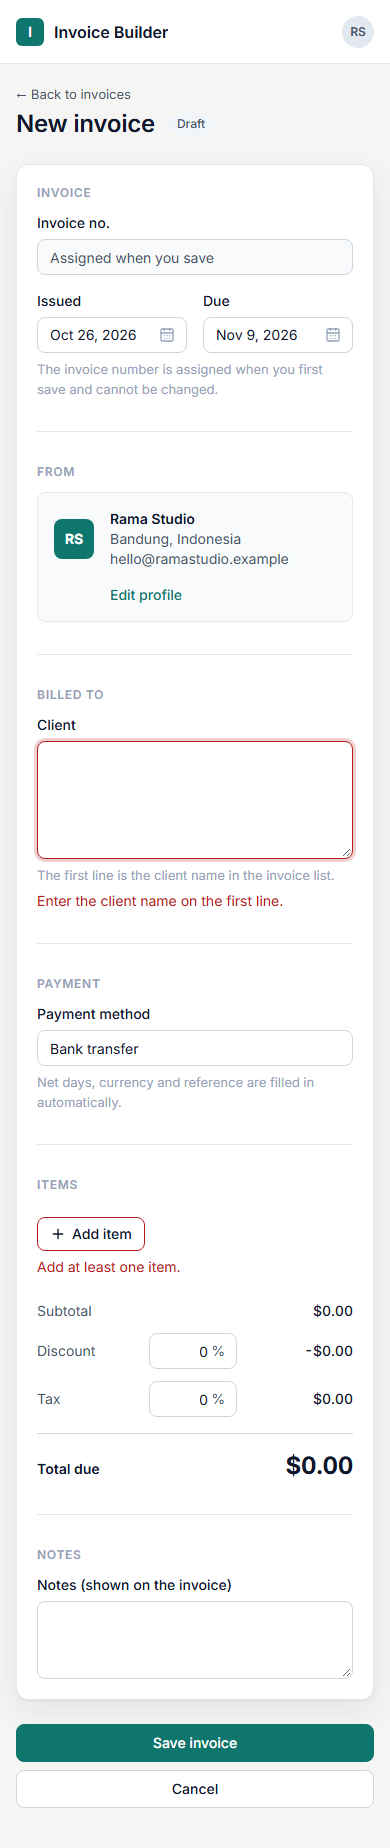 I Invoice Builder RS
← Back to invoices
New invoice Draft
INVOICE
Invoice no.
Assigned when you save
Issued Due
Oct 26, 2026 Nov 9, 2026
The invoice number is assigned when you first
save and cannot be changed.
FROM
RS
Rama Studio
Bandung, Indonesia
hello@ramastudio.example
Edit profile
BILLED TO
Client
The first line is the client name in the invoice list.
Enter the client name on the first line.
PAYMENT
Payment method
Bank transfer
Net days, currency and reference are filled in
automatically.
ITEMS
+ Add item
Add at least one item.
Subtotal $0.00
Discount 0 % -$0.00
Tax 0 % $0.00
Total due $0.00
NOTES
Notes (shown on the invoice)
Save invoice
Cancel